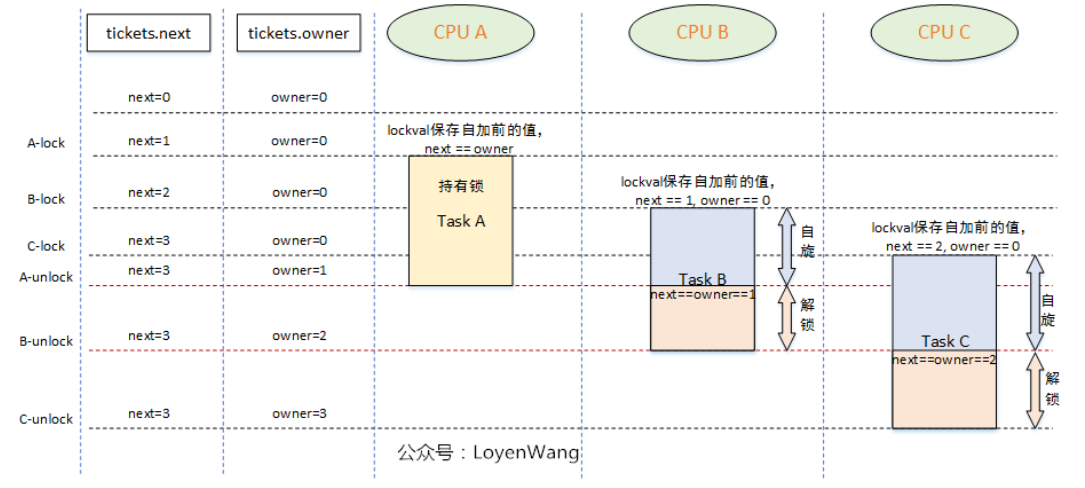 tickets.next
tickets.owner
CPU A
CPU B
CPU C
next=0
owner=0
A-lock
next=1
owner=0
lockval保存自加前的值，
next == owner
持有锁
Task A
B-lock
next=2
owner=0
lockval保存自加前的值，
next == 1, owner == 0
自
旋
C-lock
next=3
owner=0
lockval保存自加前的值，
next == 2, owner == 0
A-unlock
next=3
owner=1
Task B
next==owner==1
解
锁
自
旋
B-unlock
next=3
owner=2
Task C
next==owner==2
解
锁
C-unlock
next=3
owner=3
公众号：LoyenWang